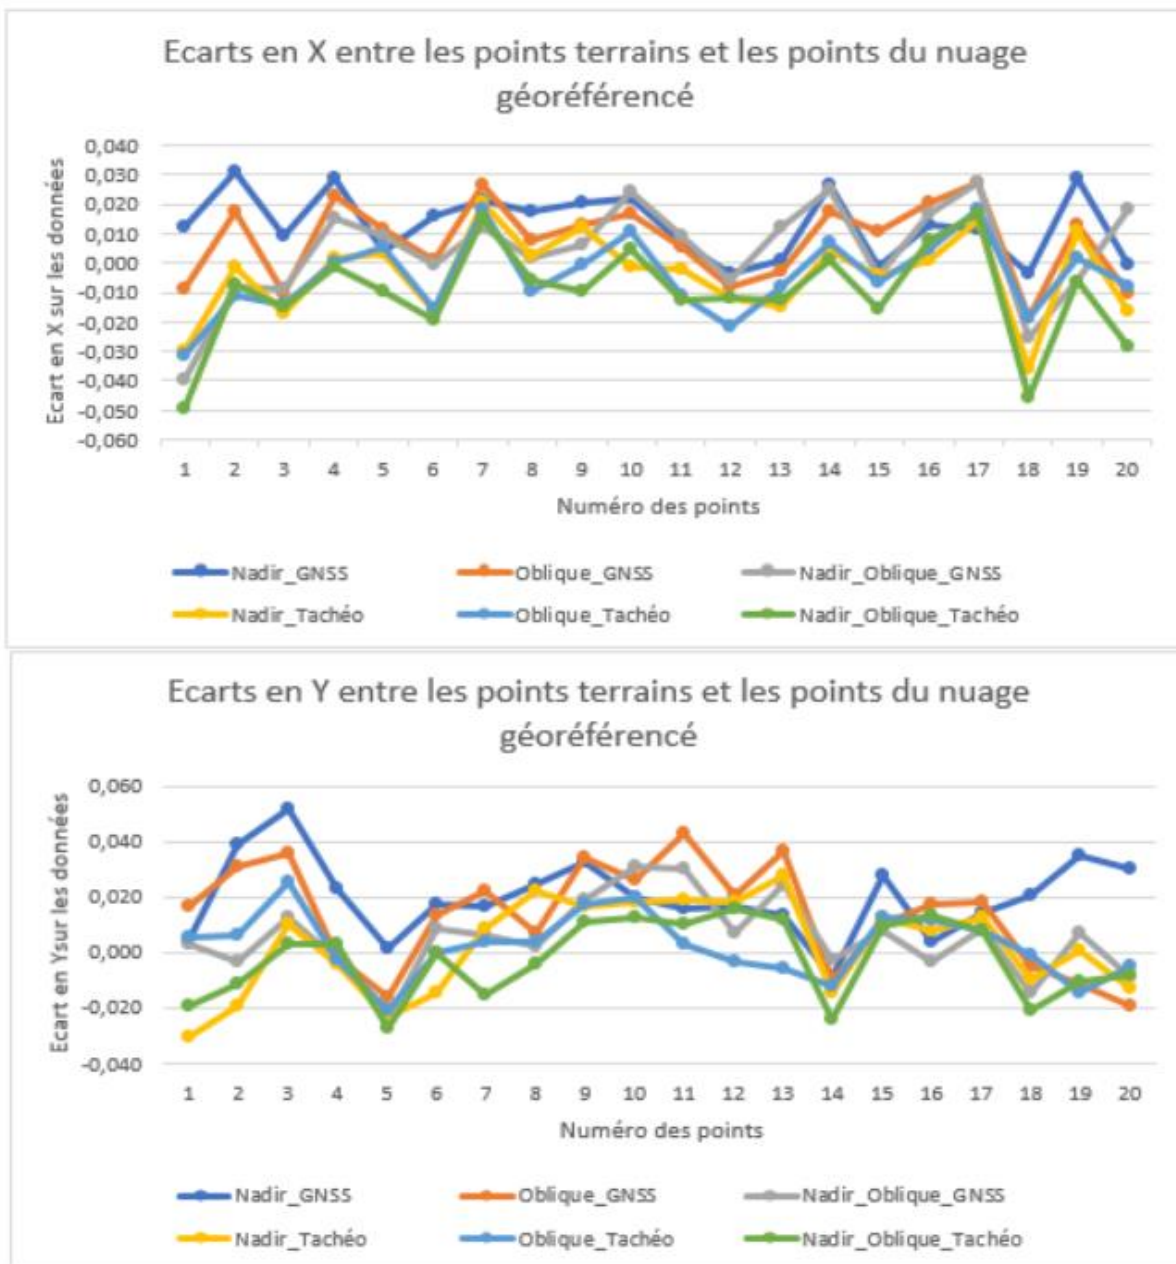 Ecarts en X entre les points terrains et les points du nuage
géoréférencé
Ecart en X sur les données
0,040
0,030
0,020
0,010
0,000
-0,010
-0,020
-0,030
-0,040
-0,050
-0,060
1 2 3 4 5 6 7 8 9 10 11 12 13 14 15 16 17 18 19 20
Numéro des points
Nadir_GNSS Oblique_GNSS Nadir_Oblique_GNSS
Nadir_Tachéo Oblique_Tachéo Nadir_Oblique_Tachéo
Ecarts en Y entre les points terrains et les points du nuage
géoréférencé
Ecart en Ysur les données
0,060
0,040
0,020
0,000
-0,020
-0,040
1 2 3 4 5 6 7 8 9 10 11 12 13 14 15 16 17 18 19 20
Numéro des points
Nadir_GNSS Oblique_GNSS Nadir_Oblique_GNSS
Nadir_Tachéo Oblique_Tachéo Nadir_Oblique_Tachéo